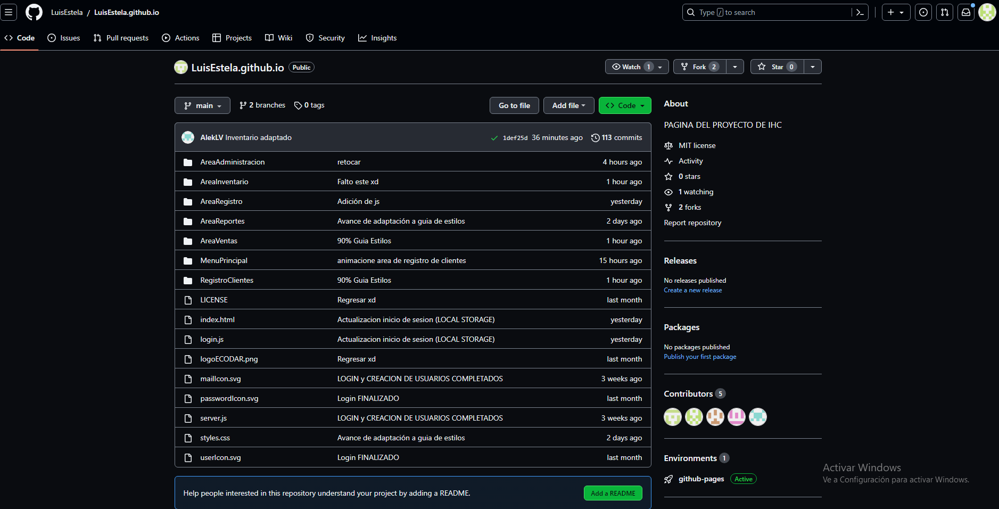 LuisEstela / LuisEstela.github.io
Type / to search
Code
Issues
Pull requests
Actions
Projects
Wiki
Security
Insights
LuisEstela.github.io Public
Watch 1
Fork 2
Star 0
main
2 branches
0 tags
Go to file
Add file
Code
AlekLV Inventario adaptado 1def25d 36 minutes ago 113 commits
AreaAdministracion retocar 4 hours ago
AreaInventario Falto este xd 1 hour ago
AreaRegistro Adición de js yesterday
AreaReportes Avance de adaptación a guia de estilos 2 days ago
AreaVentas 90% Guia Estilos 1 hour ago
MenuPrincipal animacione area de registro de clientes 15 hours ago
RegistroClientes 90% Guia Estilos 1 hour ago
LICENSE Regresar xd last month
index.html Actualizacion inicio de sesion (LOCAL STORAGE) yesterday
login.js Actualizacion inicio de sesion (LOCAL STORAGE) yesterday
logoECODAR.png Regresar xd last month
mailIcon.svg LOGIN y CREACION DE USUARIOS COMPLETADOS 3 weeks ago
passwordIcon.svg Login FINALIZADO last month
server.js LOGIN y CREACION DE USUARIOS COMPLETADOS 3 weeks ago
styles.css Avance de adaptación a guia de estilos 2 days ago
userIcon.svg Login FINALIZADO last month
Help people interested in this repository understand your project by adding a README.
Add a README
About
PAGINA DEL PROYECTO DE IHC
MIT license
Activity
0 stars
1 watching
2 forks
Report repository
Releases
No releases published
Create a new release
Packages
No packages published
Publish your first package
Contributors 5
Environments 1
github-pages Active
Activar Windows
Ve a Configuración para activar Windows.